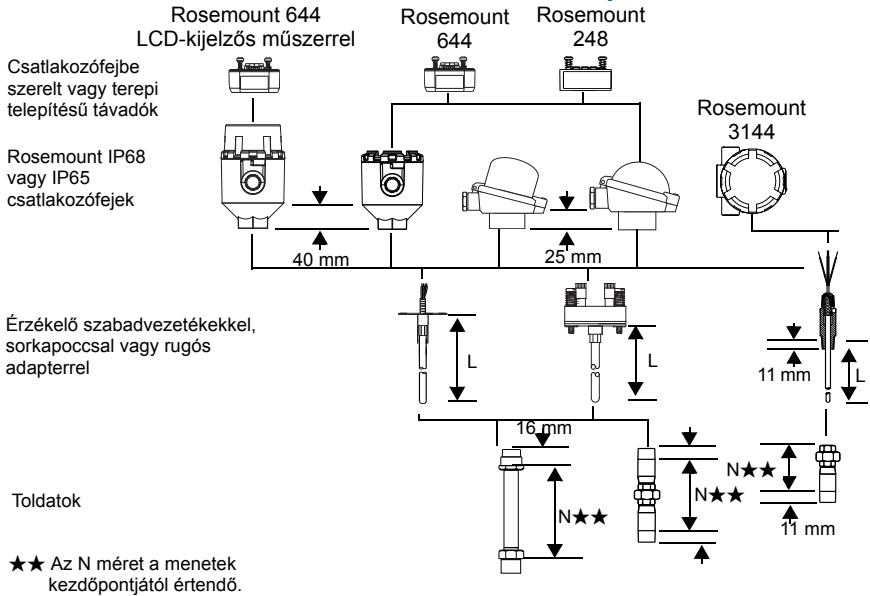 Rosemount 644
LCD-kijelzős műszerrel
Rosemount
644
Rosemount
248
Csatlakozófejbe
szerelt vagy terepi
telepítésű távadók
Rosemount
3144
Rosemount IP68
vagy IP65
csatlakozófejek
40 mm
25 mm
Érzékelő szabadvezetékekkel,
sorkapoccsal vagy rugós
adapterrel
L
L
11 mm
L
16 mm
Toldatok
N★★
N★★
N★★
11 mm
★★ Az N méret a menetek
kezdőpontjától értendő.